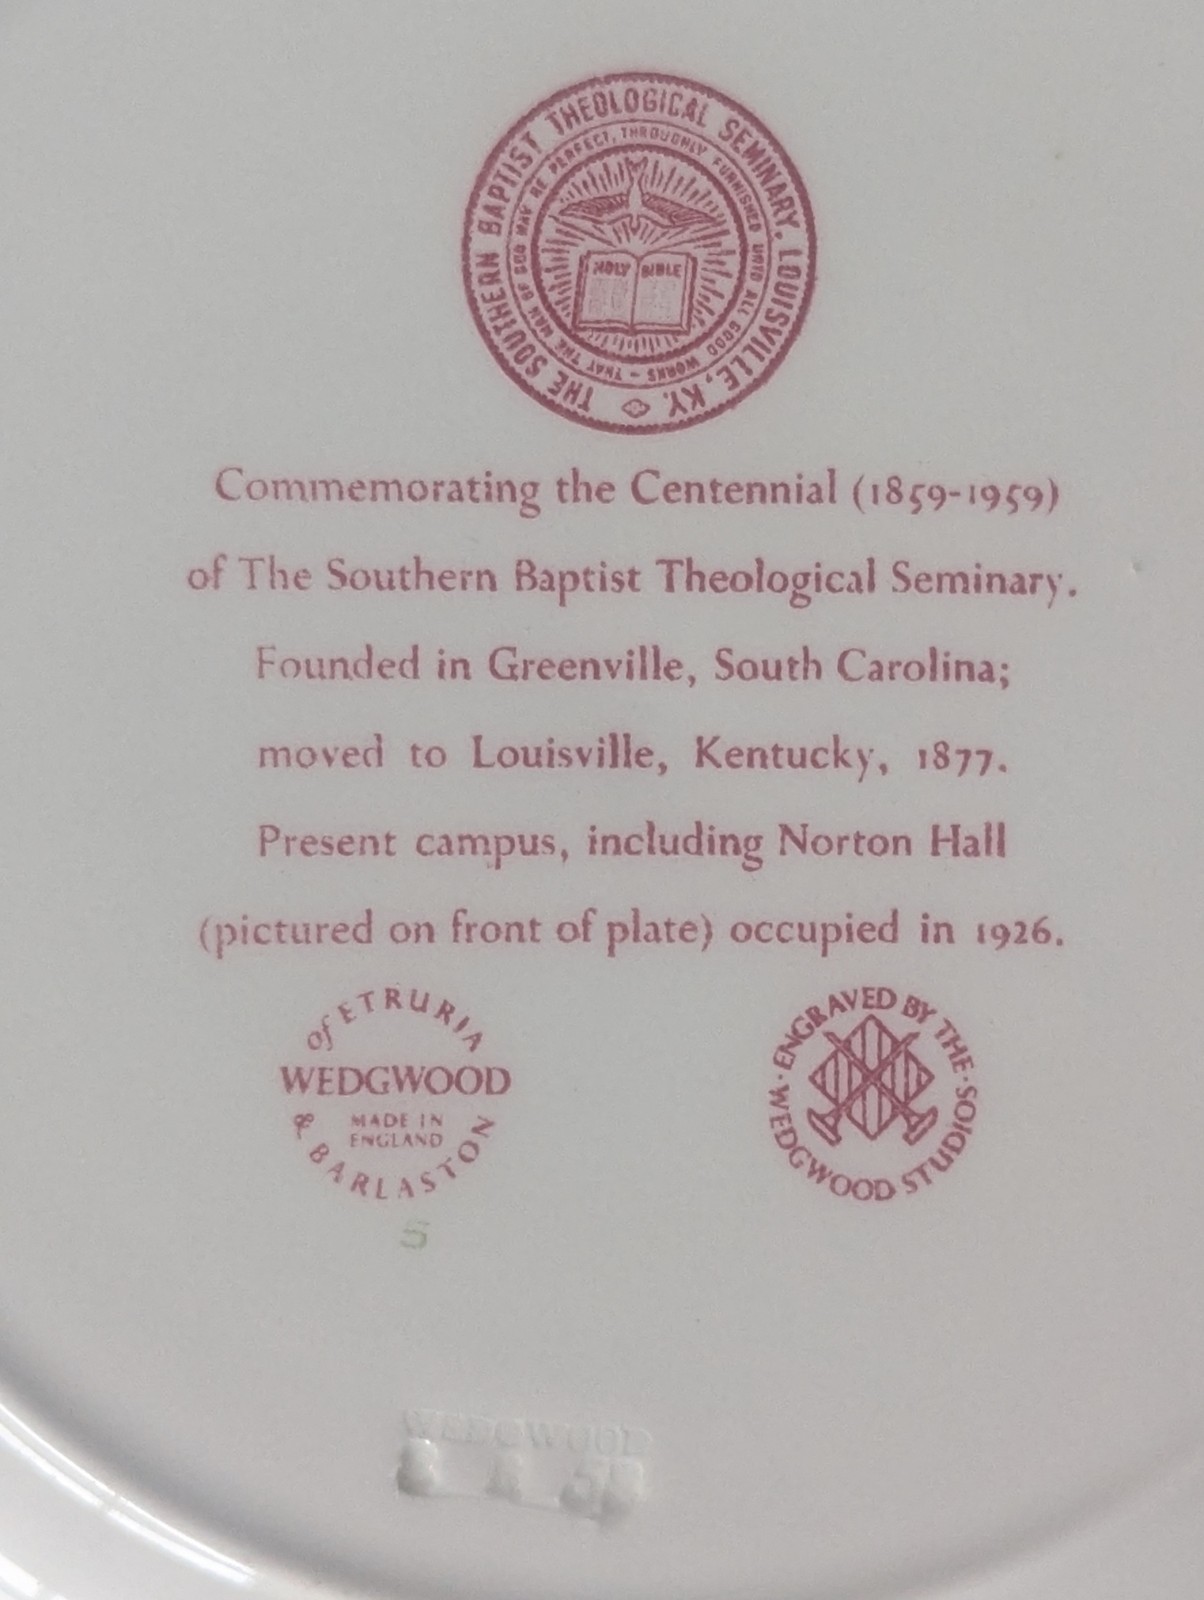 THE SOUTHERN BAPTIST THEOLOGICAL SEMINARY, LOUISVILLE, KY.
THAT THE MAN OF GOD MAY BE PERFECT, THROUGHLY FURNISHED UNTO ALL GOOD WORKS -
HOLY BIBLE
Commemorating the Centennial (1859-1959)
of The Southern Baptist Theological Seminary.
Founded in Greenville, South Carolina;
moved to Louisville, Kentucky, 1877.
Present campus, including Norton Hall
(pictured on front of plate) occupied in 1926.
of ETRURIA
WEDGWOOD
MADE IN
ENGLAND
& BARLASTON
ENGRAVED BY THE · WEDGWOOD STUDIOS ·
S
WEDGWOOD